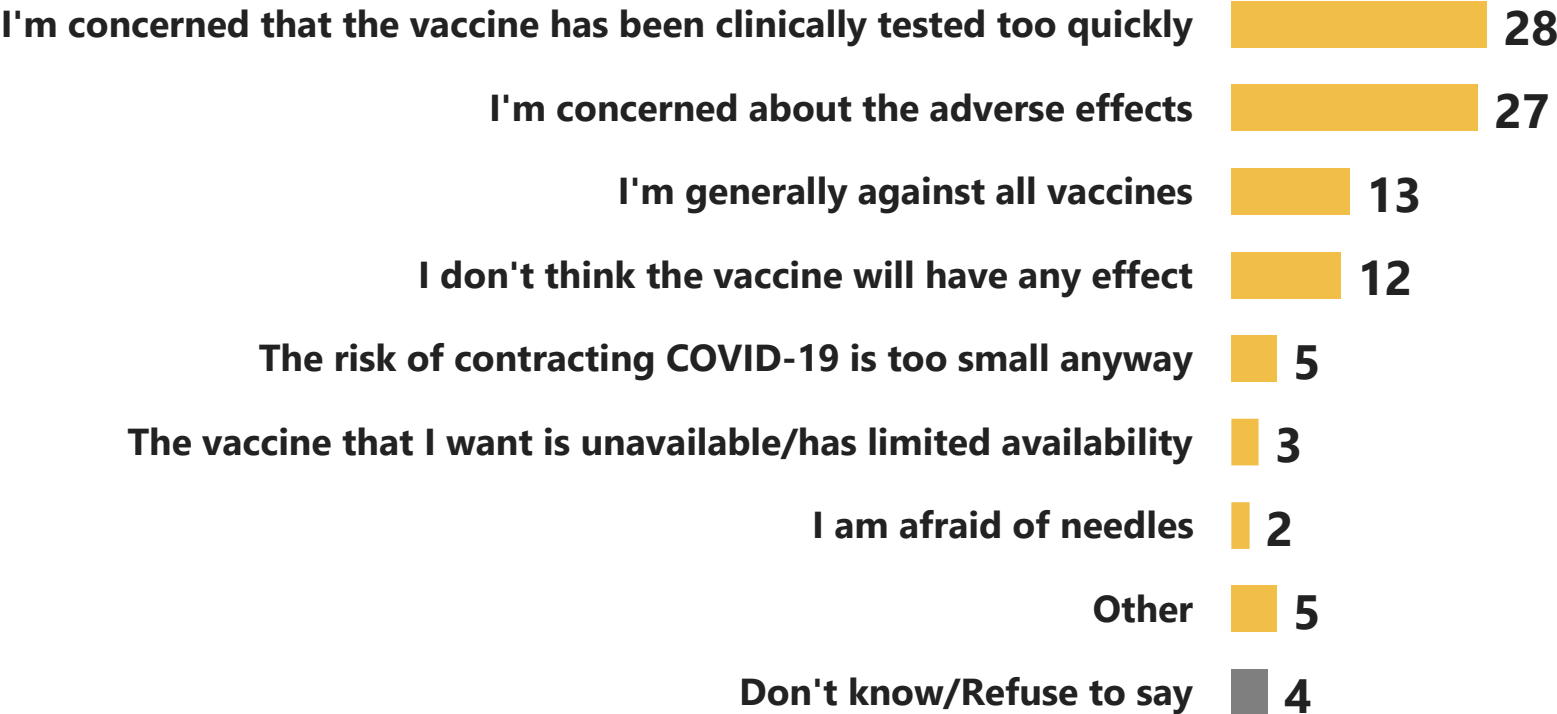 I'm concerned that the vaccine has been clinically tested too quickly 28
I'm concerned about the adverse effects 27
I'm generally against all vaccines 13
I don't think the vaccine will have any effect 12
The risk of contracting COVID-19 is too small anyway 5
The vaccine that I want is unavailable/has limited availability 3
I am afraid of needles 2
Other 5
Don't know/Refuse to say 4